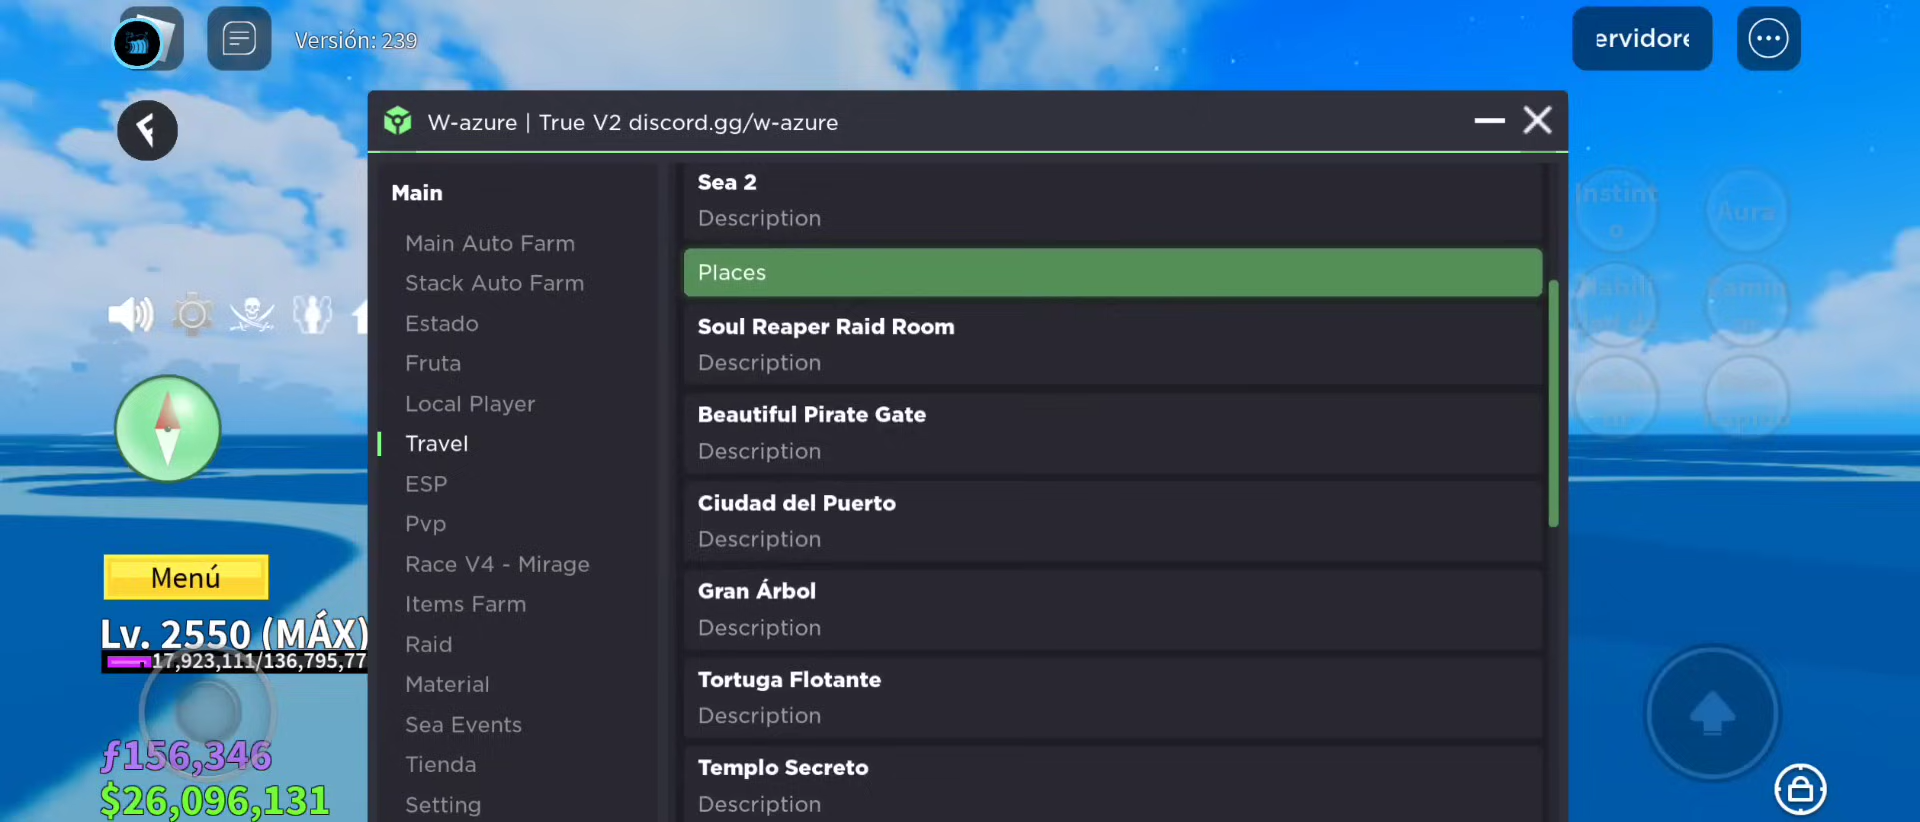 Versión: 239
ervidore
W-azure | True V2 discord.gg/w-azure
Main
Main Auto Farm
Stack Auto Farm
Estado
Fruta
Local Player
Travel
ESP
Pvp
Race V4 - Mirage
Items Farm
Raid
Material
Sea Events
Tienda
Setting
Sea 2
Description
Places
Soul Reaper Raid Room
Description
Beautiful Pirate Gate
Description
Ciudad del Puerto
Description
Gran Árbol
Description
Tortuga Flotante
Description
Templo Secreto
Description
Instint
o
Aura
Menú
Lv. 2550 (MÁX)
17,923,111/136,795,77
ƒ156,346
$26,096,131